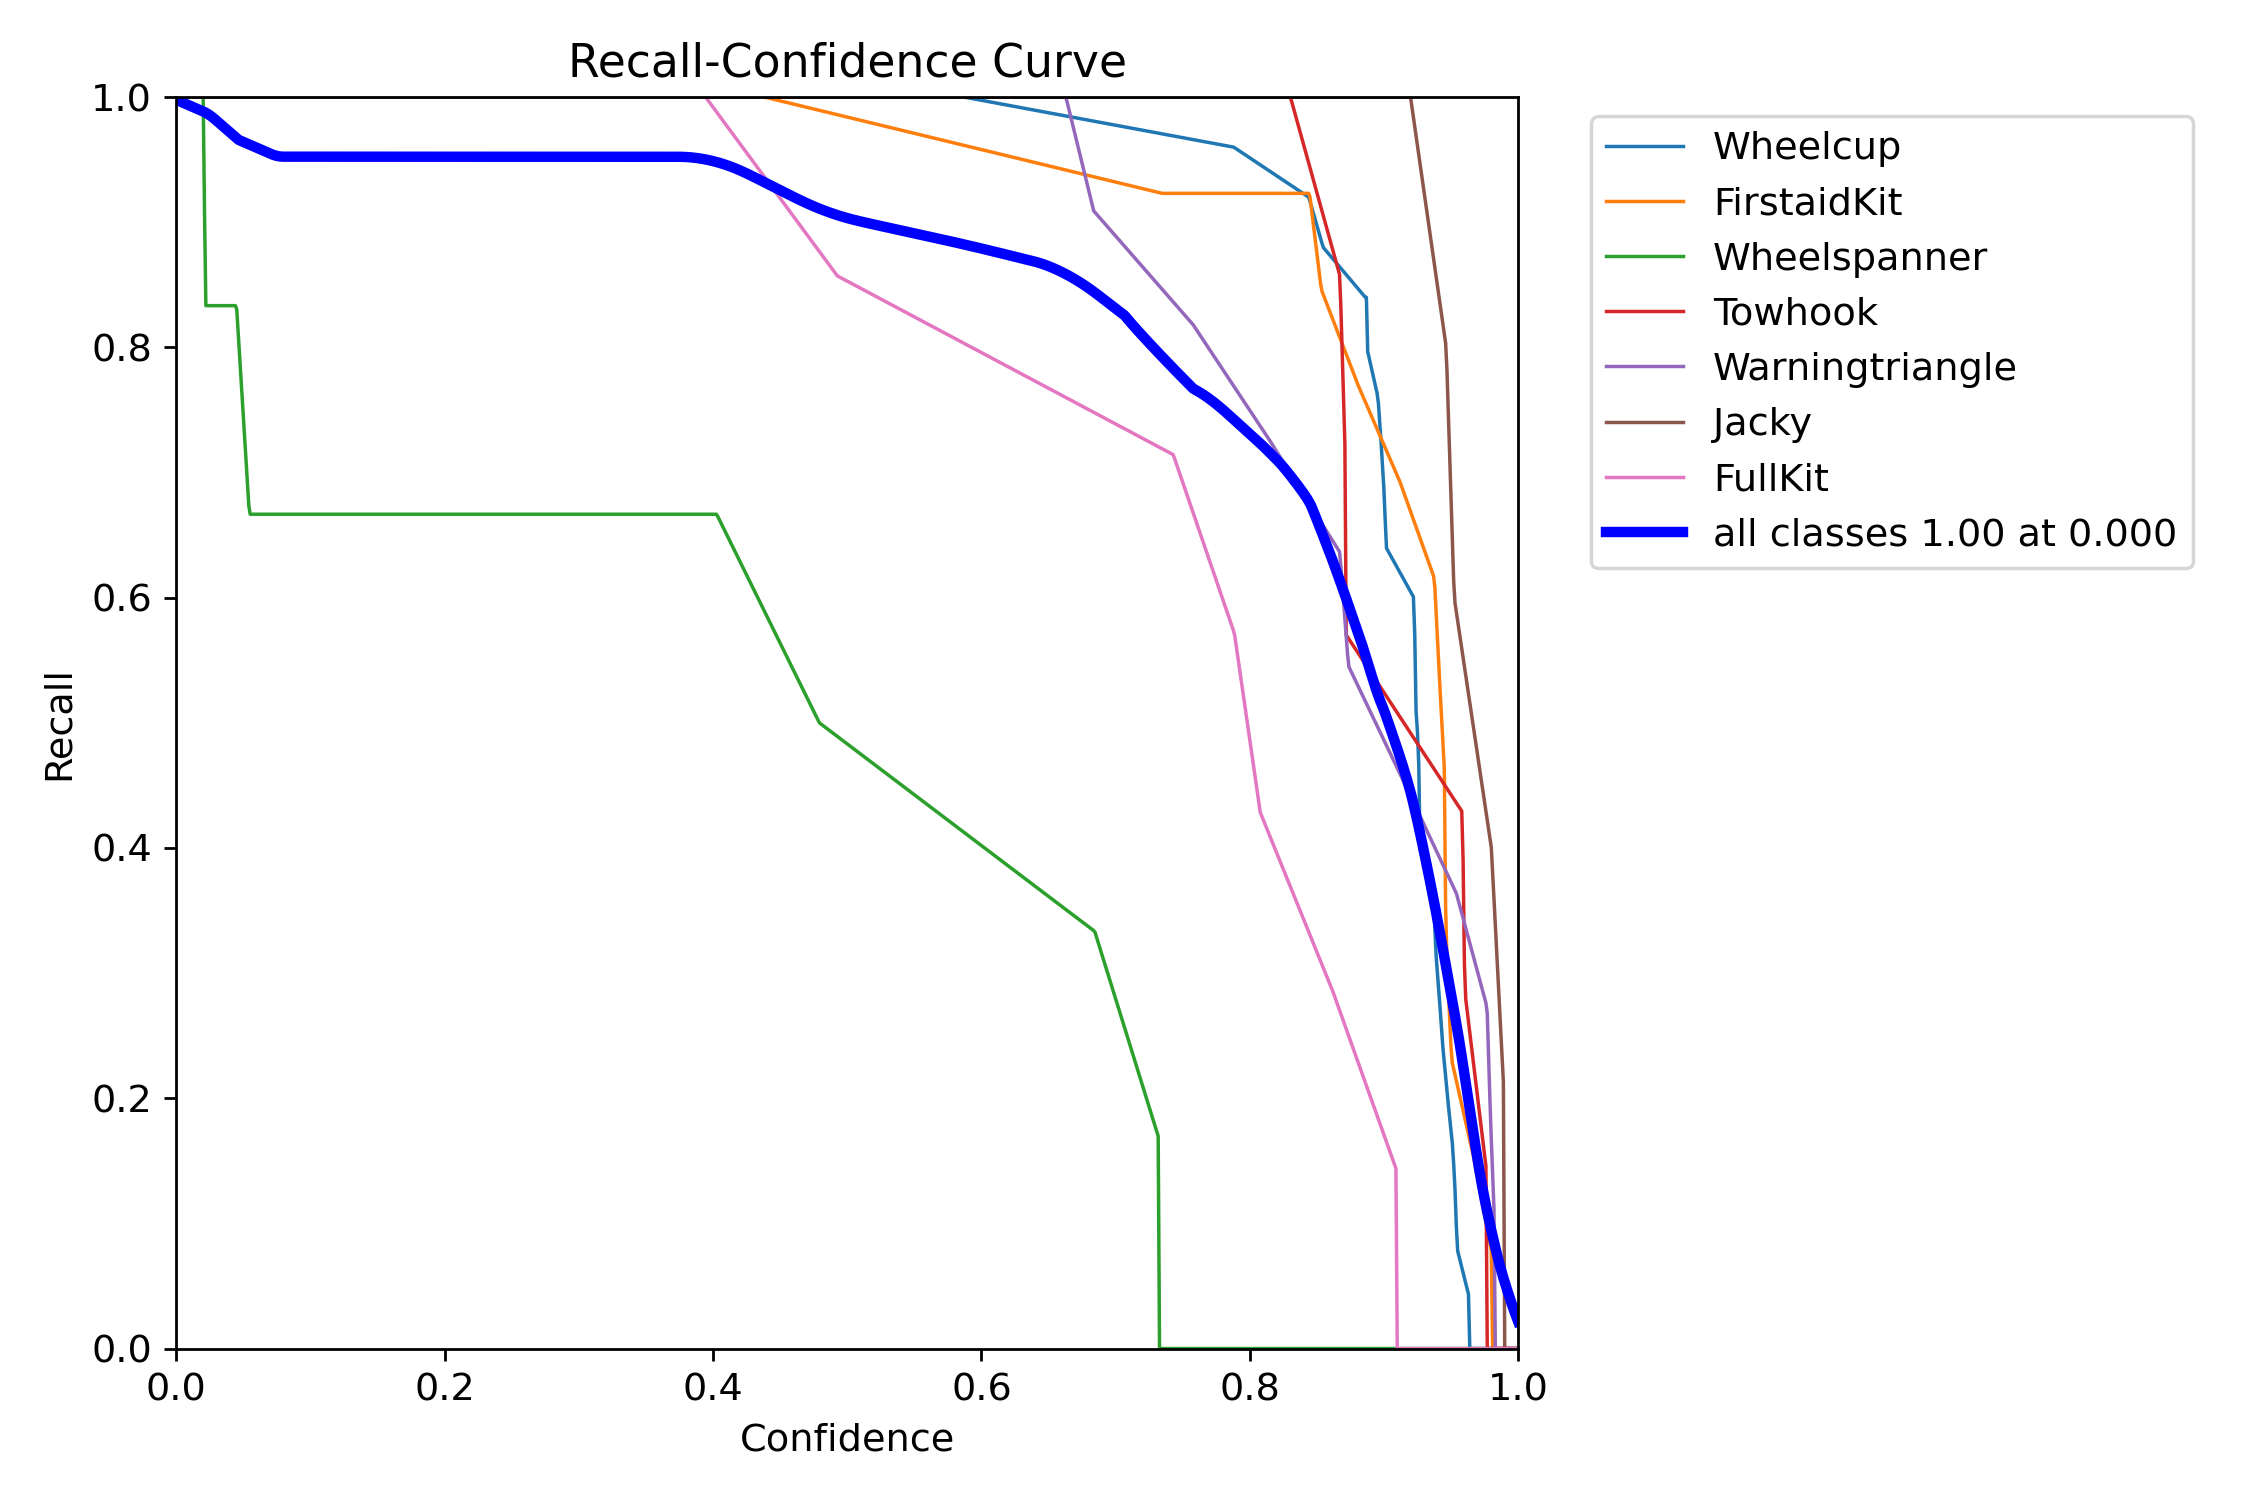 Recall-Confidence Curve
1.0
0.8
0.6
0.4
0.2
0.0
Recall
0.0 0.2 0.4 0.6 0.8 1.0
Confidence
Wheelcup
FirstaidKit
Wheelspanner
Towhook
Warningtriangle
Jacky
FullKit
all classes 1.00 at 0.000